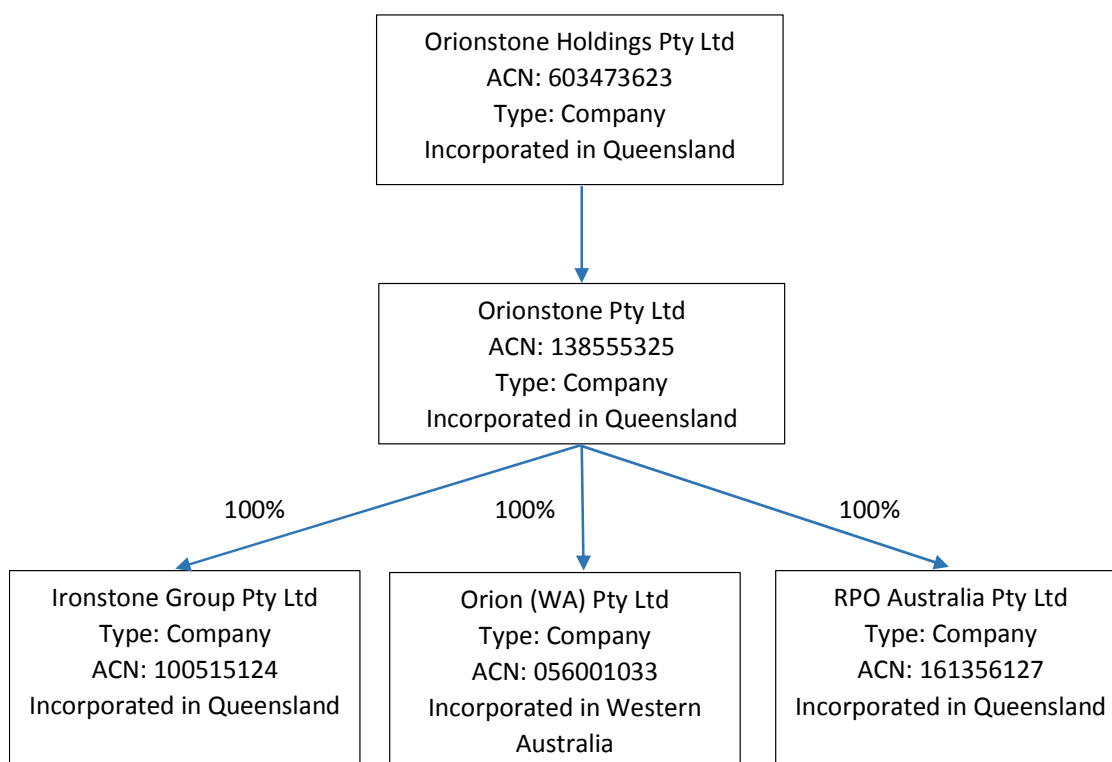 Orionstone Holdings Pty Ltd
ACN: 603473623
Type: Company
Incorporated in Queensland
Orionstone Pty Ltd
ACN: 138555325
Type: Company
Incorporated in Queensland
100%
100%
100%
Ironstone Group Pty Ltd
Type: Company
ACN: 100515124
Incorporated in Queensland
Orion (WA) Pty Ltd
Type: Company
ACN: 056001033
Incorporated in Western
Australia
RPO Australia Pty Ltd
Type: Company
ACN: 161356127
Incorporated in Queensland